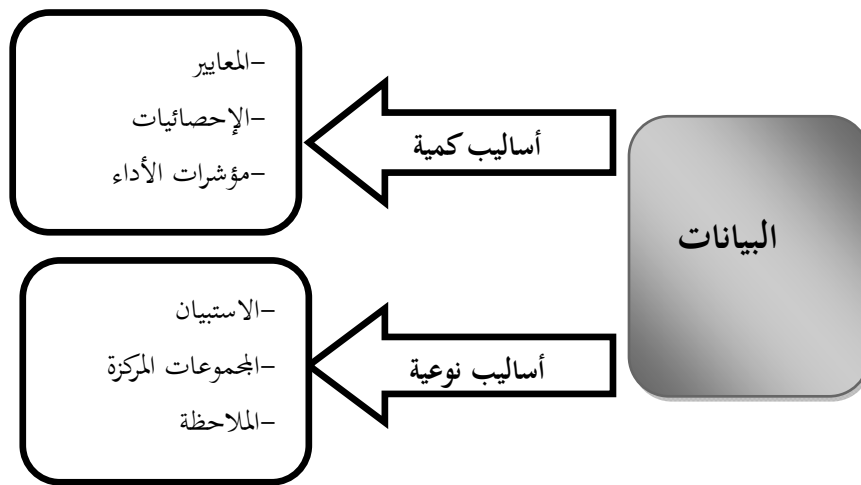 البيانات
أساليب كمية
-المعايير
-الإحصائيات
-مؤشرات الأداء
أساليب نوعية
-الاستبيان
-المجموعات المركزة
-الملاحظة